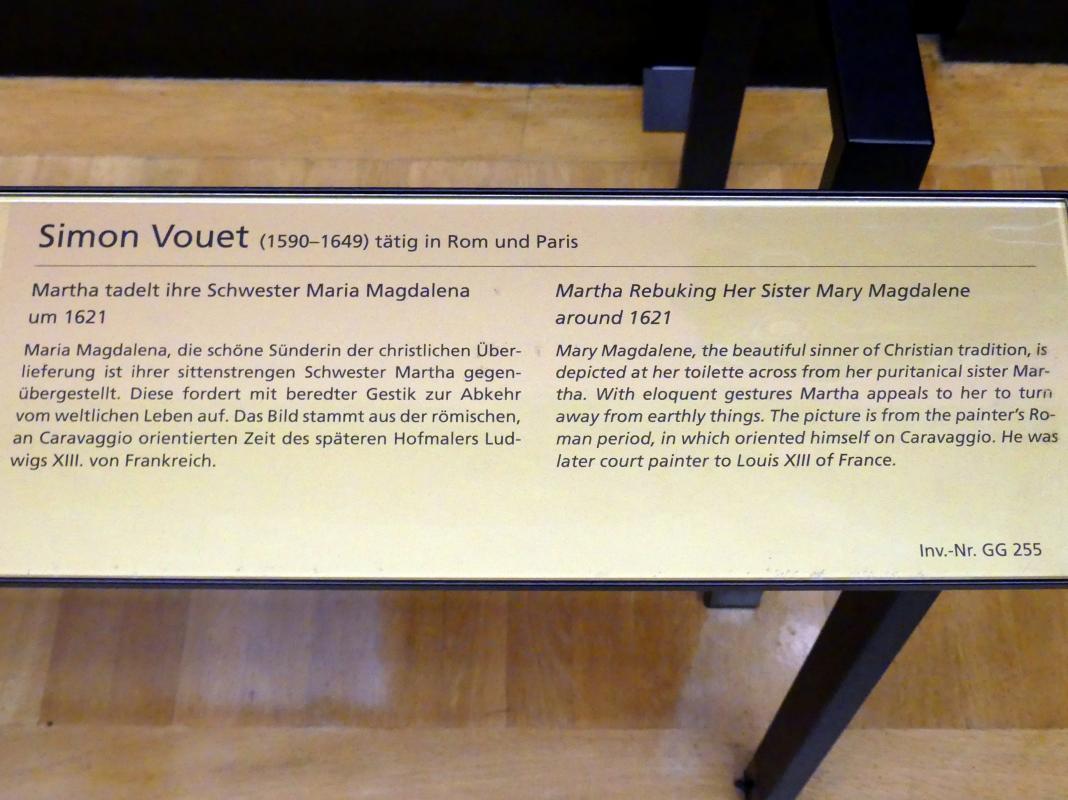 Simon Vouet (1590–1649) tätig in Rom und Paris
Martha tadelt ihre Schwester Maria Magdalena
um 1621
Maria Magdalena, die schöne Sünderin der christlichen Über-
lieferung ist ihrer sittenstrengen Schwester Martha gegen-
übergestellt. Diese fordert mit beredter Gestik zur Abkehr
vom weltlichen Leben auf. Das Bild stammt aus der römischen,
an Caravaggio orientierten Zeit des späteren Hofmalers Lud-
wigs XIII. von Frankreich.
Martha Rebuking Her Sister Mary Magdalene
around 1621
Mary Magdalene, the beautiful sinner of Christian tradition, is
depicted at her toilette across from her puritanical sister Mar-
tha. With eloquent gestures Martha appeals to her to turn
away from earthly things. The picture is from the painter's Ro-
man period, in which oriented himself on Caravaggio. He was
later court painter to Louis XIII of France.
Inv.-Nr. GG 255